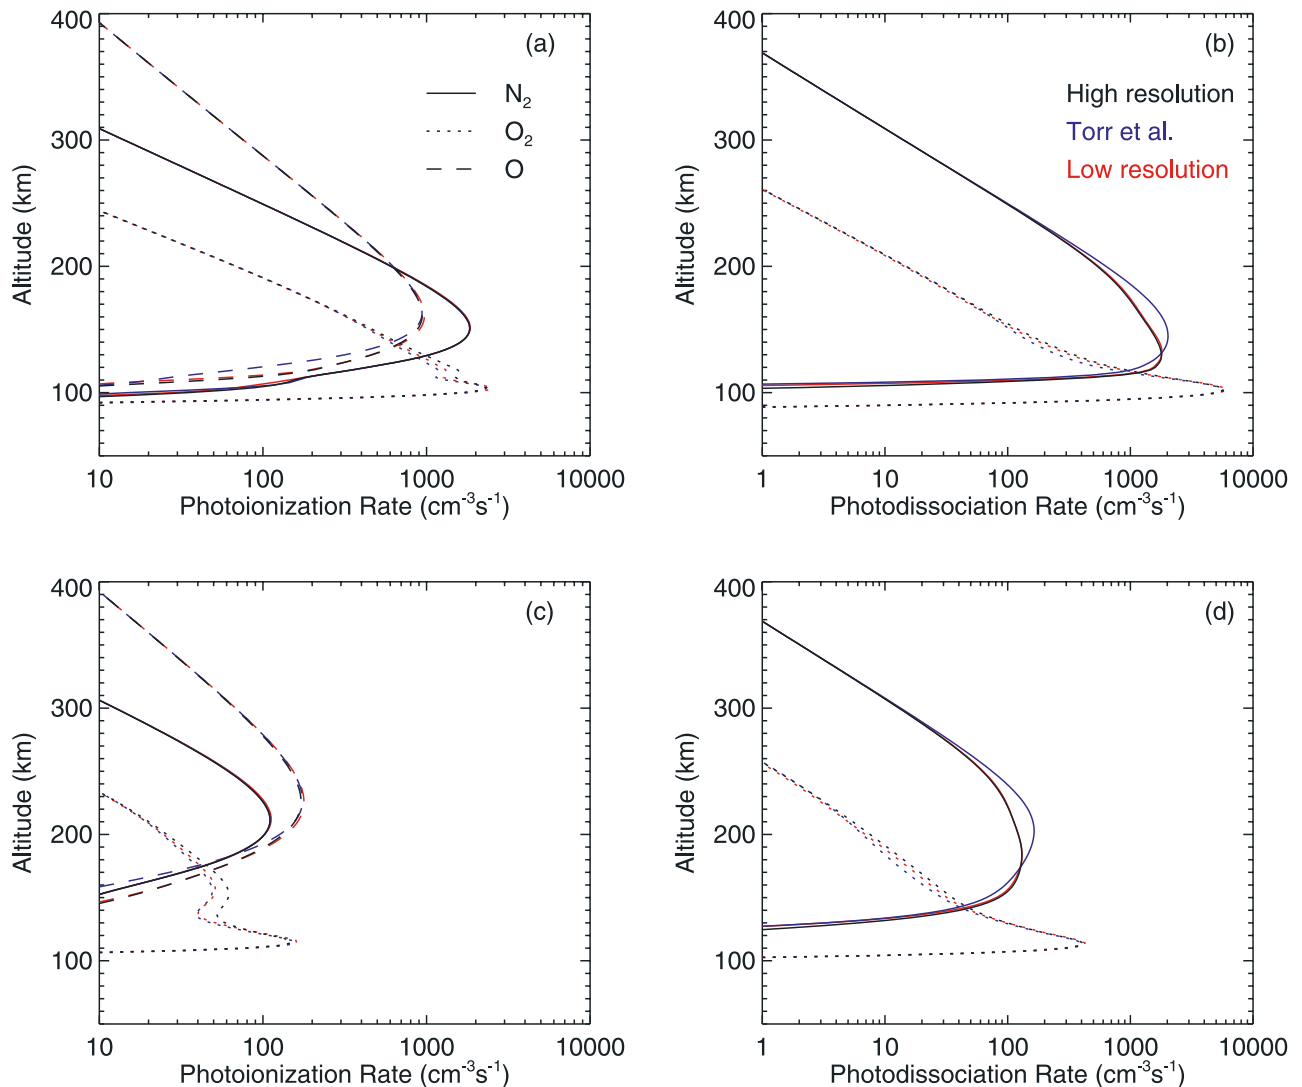 (a)
400
300
200
100
Altitude (km)
N₂
O₂
O
10
100
1000
10000
Photoionization Rate (cm⁻³s⁻¹)
(b)
400
300
200
100
Altitude (km)
High resolution
Torr et al.
Low resolution
1
10
100
1000
10000
Photodissociation Rate (cm⁻³s⁻¹)
(c)
400
300
200
100
Altitude (km)
10
100
1000
10000
Photoionization Rate (cm⁻³s⁻¹)
(d)
400
300
200
100
Altitude (km)
1
10
100
1000
10000
Photodissociation Rate (cm⁻³s⁻¹)